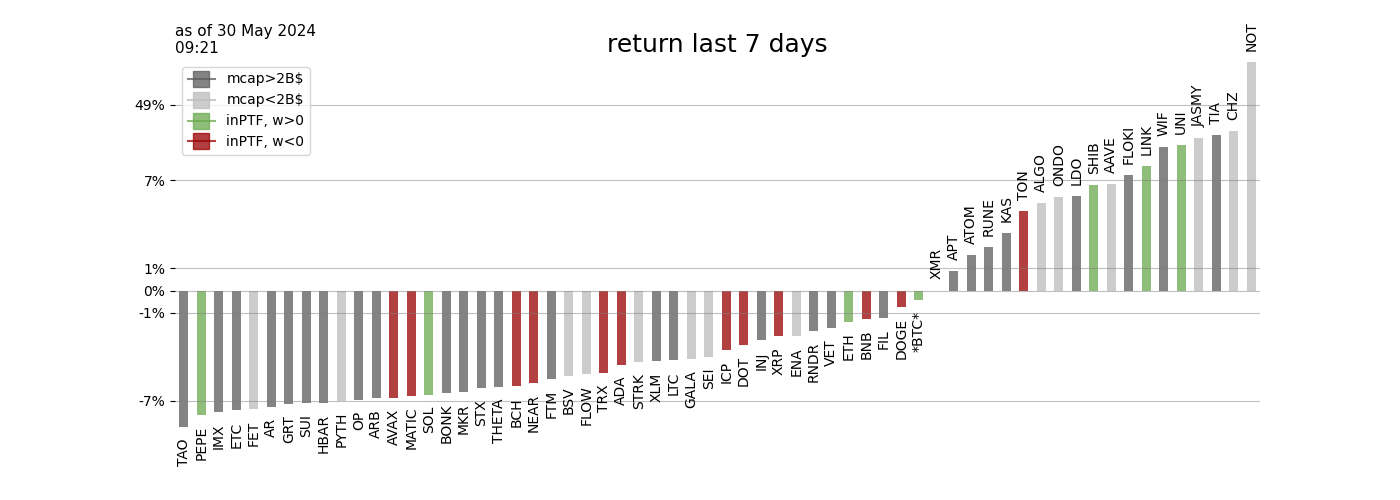 as of 30 May 2024
09:21
return last 7 days
mcap>2B$
mcap<2B$
inPTF, w>0
inPTF, w<0
49%
7%
1%
0%
-1%
-7%
TAO
PEPE
IMX
ETC
FET
AR
GRT
SUI
HBAR
PYTH
OP
ARB
AVAX
MATIC
SOL
BONK
MKR
STX
THETA
BCH
NEAR
FTM
BSV
FLOW
TRX
ADA
STRK
XLM
LTC
GALA
SEI
ICP
DOT
INJ
XRP
ENA
RNDR
VET
ETH
BNB
FIL
DOGE
*BTC*
XMR
APT
ATOM
RUNE
KAS
TON
ALGO
ONDO
LDO
SHIB
AAVE
FLOKI
LINK
WIF
UNI
JASMY
TIA
CHZ
NOT